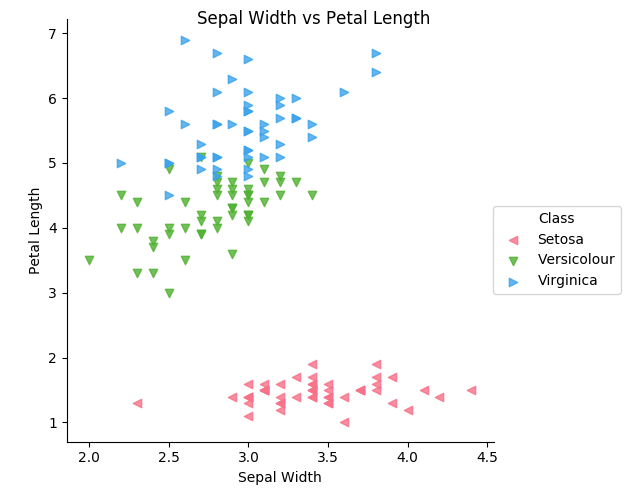 Sepal Width vs Petal Length
7
6
5
4
3
2
1
Petal Length
2.0 2.5 3.0 3.5 4.0 4.5
Sepal Width
Class
Setosa
Versicolour
Virginica